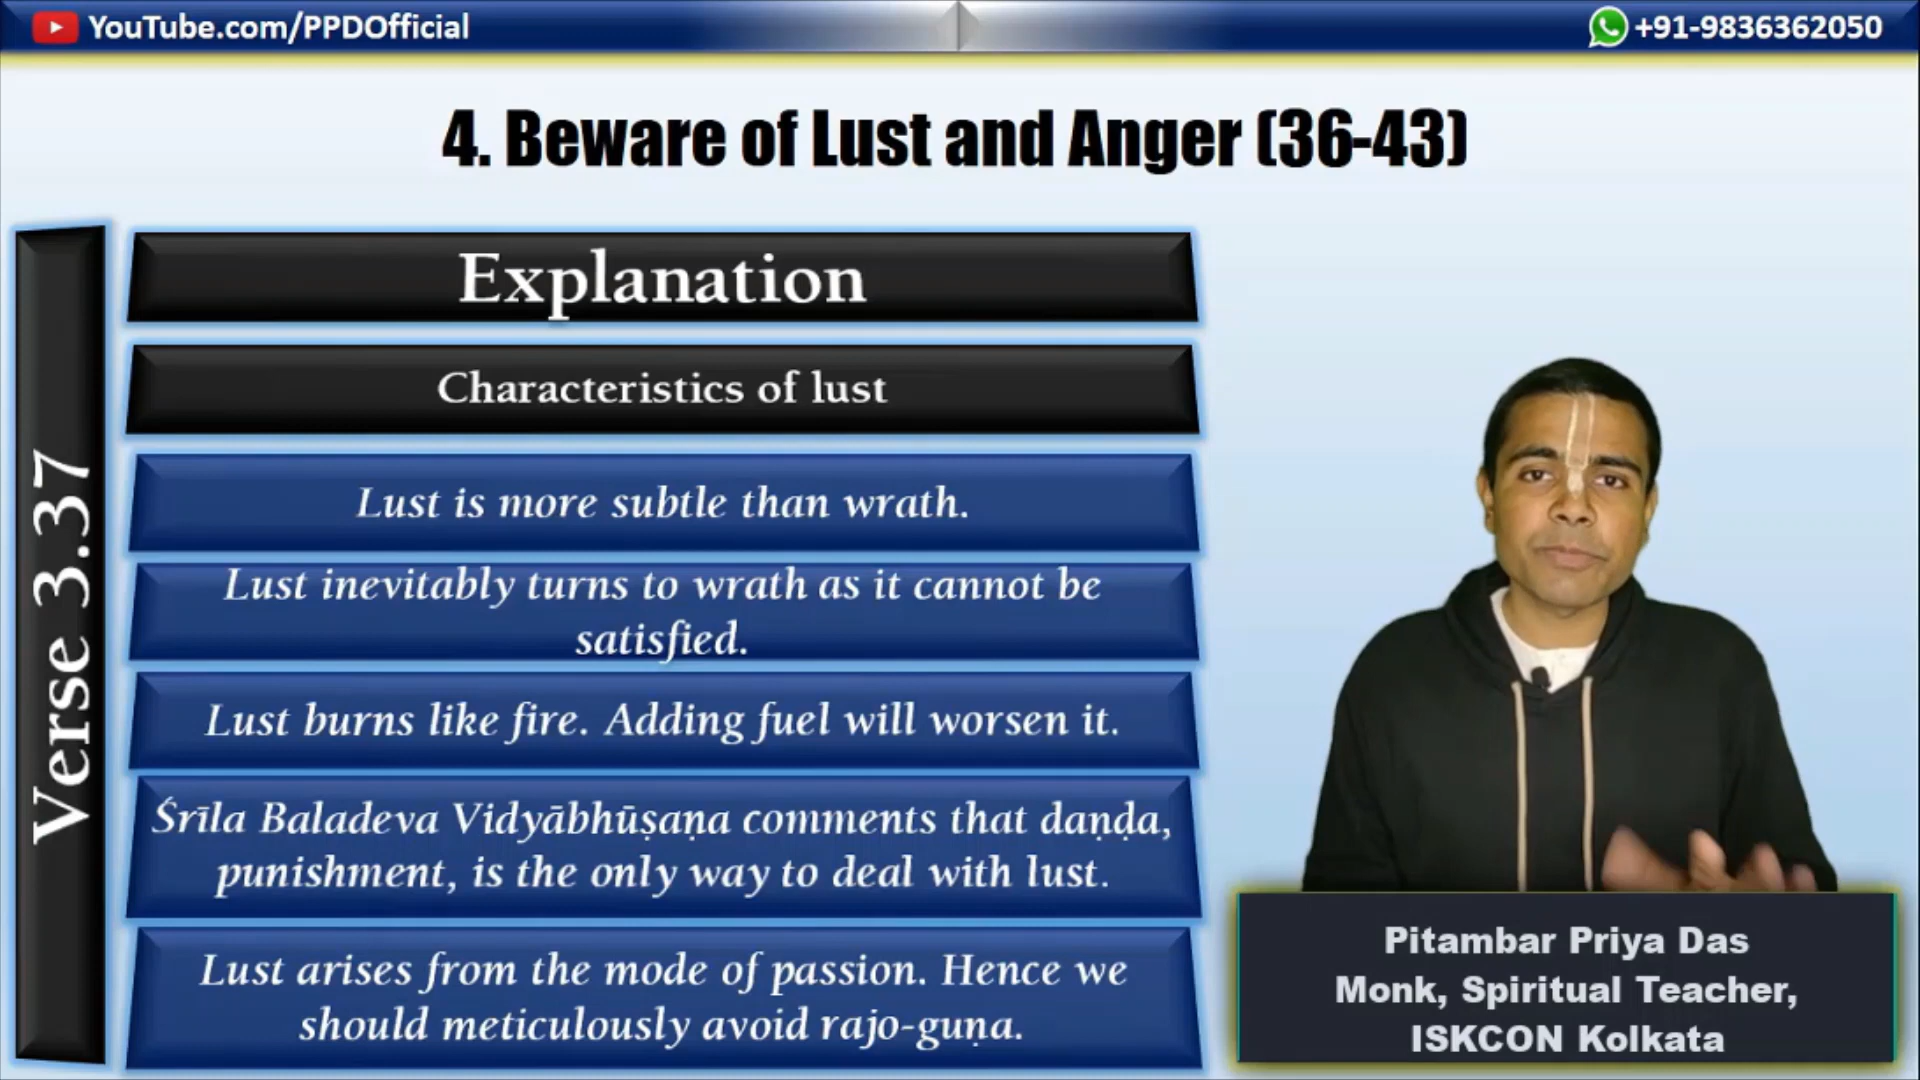 YouTube.com/PPDOfficial
+91-9836362050
4. Beware of Lust and Anger (36-43)
Verse 3.37
Explanation
Characteristics of lust
Lust is more subtle than wrath.
Lust inevitably turns to wrath as it cannot be
satisfied.
Lust burns like fire. Adding fuel will worsen it.
Śrīla Baladeva Vidyābhūṣaṇa comments that daṇḍa,
punishment, is the only way to deal with lust.
Lust arises from the mode of passion. Hence we
should meticulously avoid rajo-guṇa.
Pitambar Priya Das
Monk, Spiritual Teacher,
ISKCON Kolkata